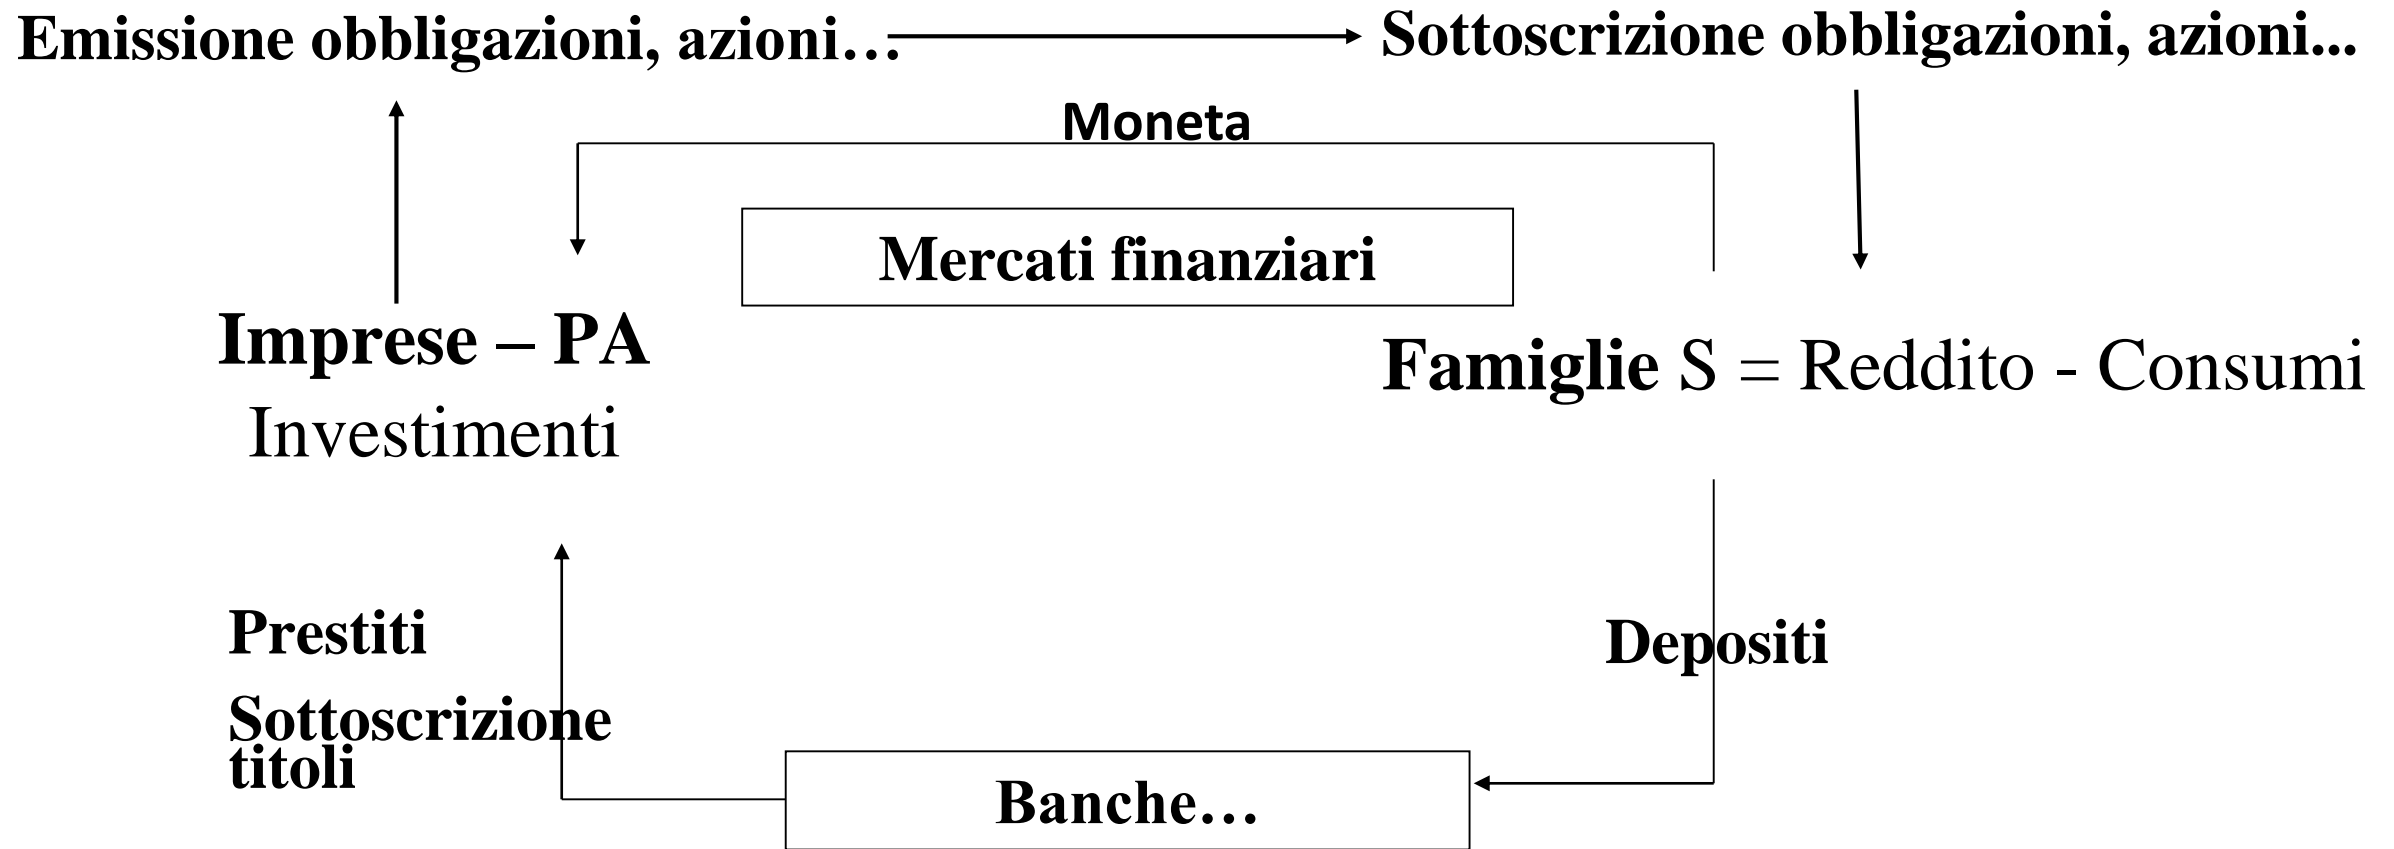 Emissione obbligazioni, azioni…
Sottoscrizione obbligazioni, azioni...
Moneta
Mercati finanziari
Imprese – PA
Investimenti
Famiglie S = Reddito - Consumi
Prestiti
Sottoscrizione
titoli
Depositi
Banche…